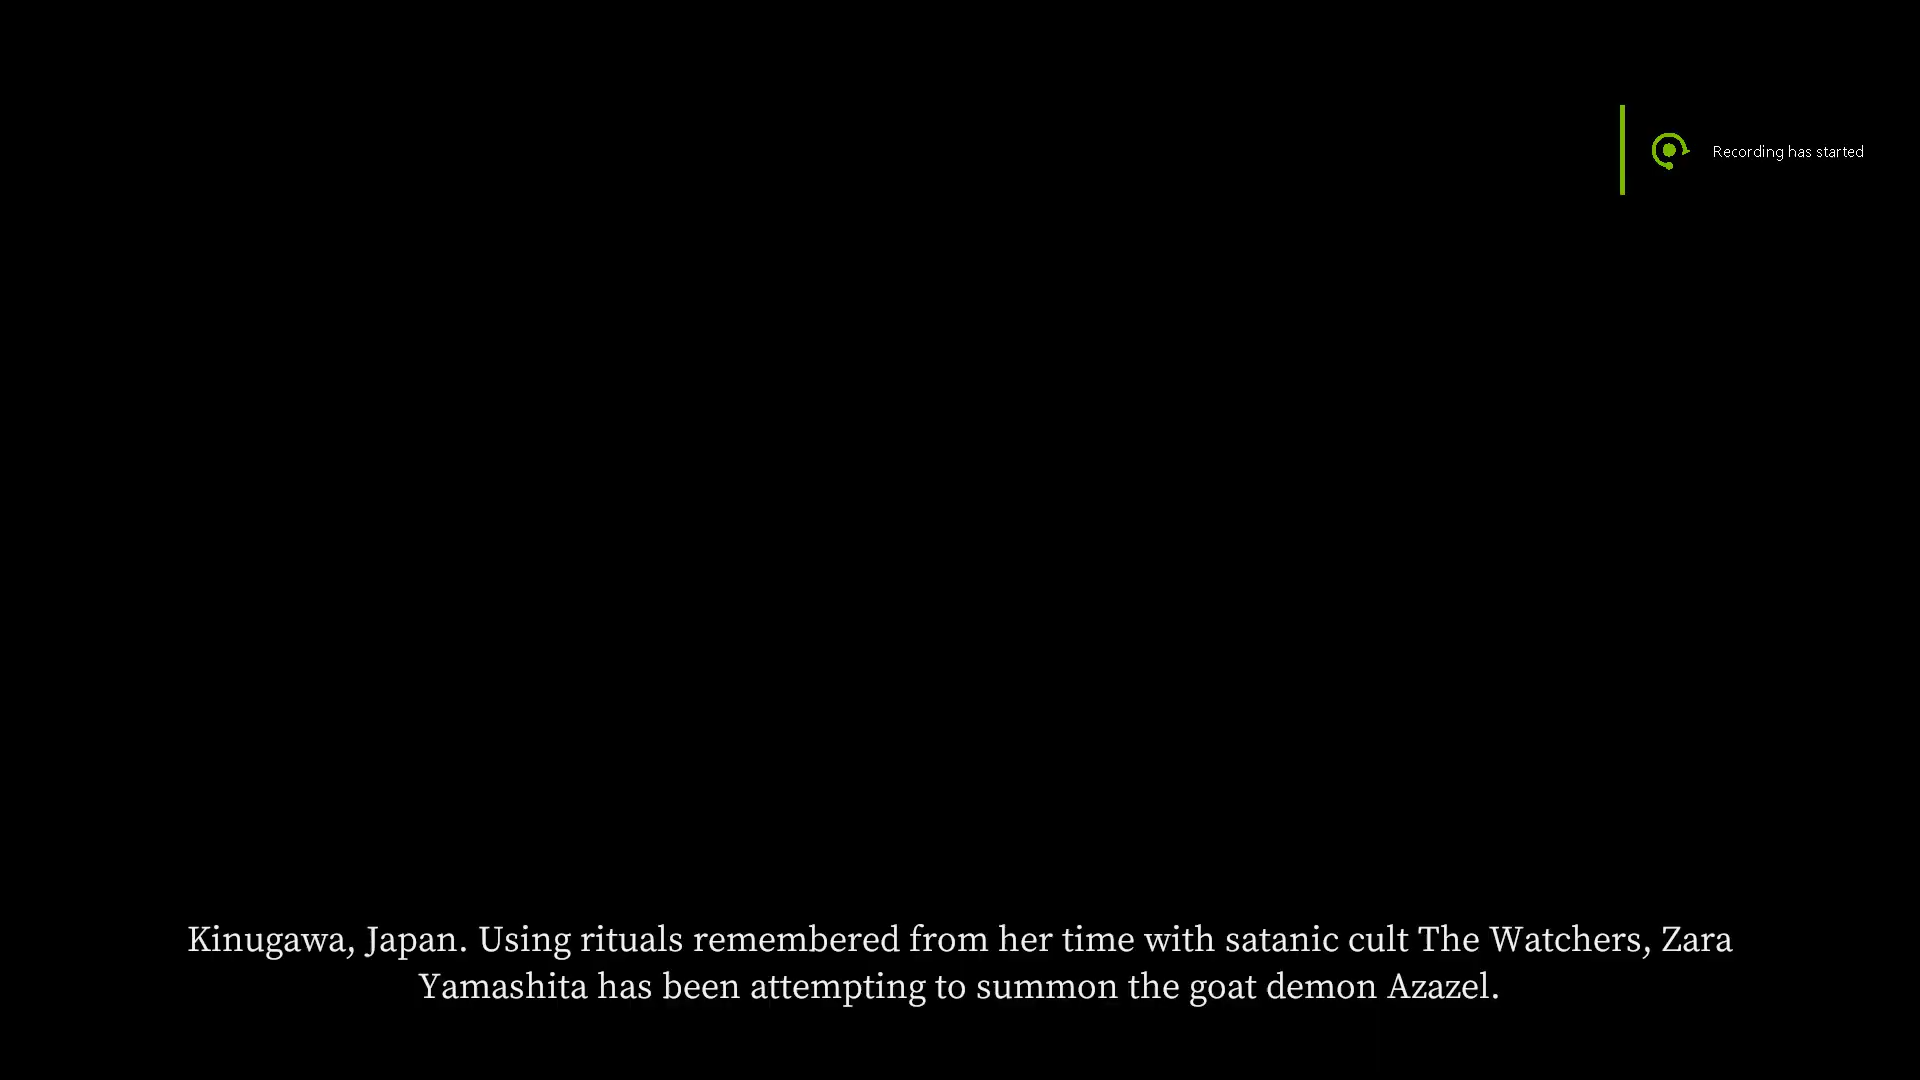 Recording has started
Kinugawa, Japan. Using rituals remembered from her time with satanic cult The Watchers, Zara
Yamashita has been attempting to summon the goat demon Azazel.